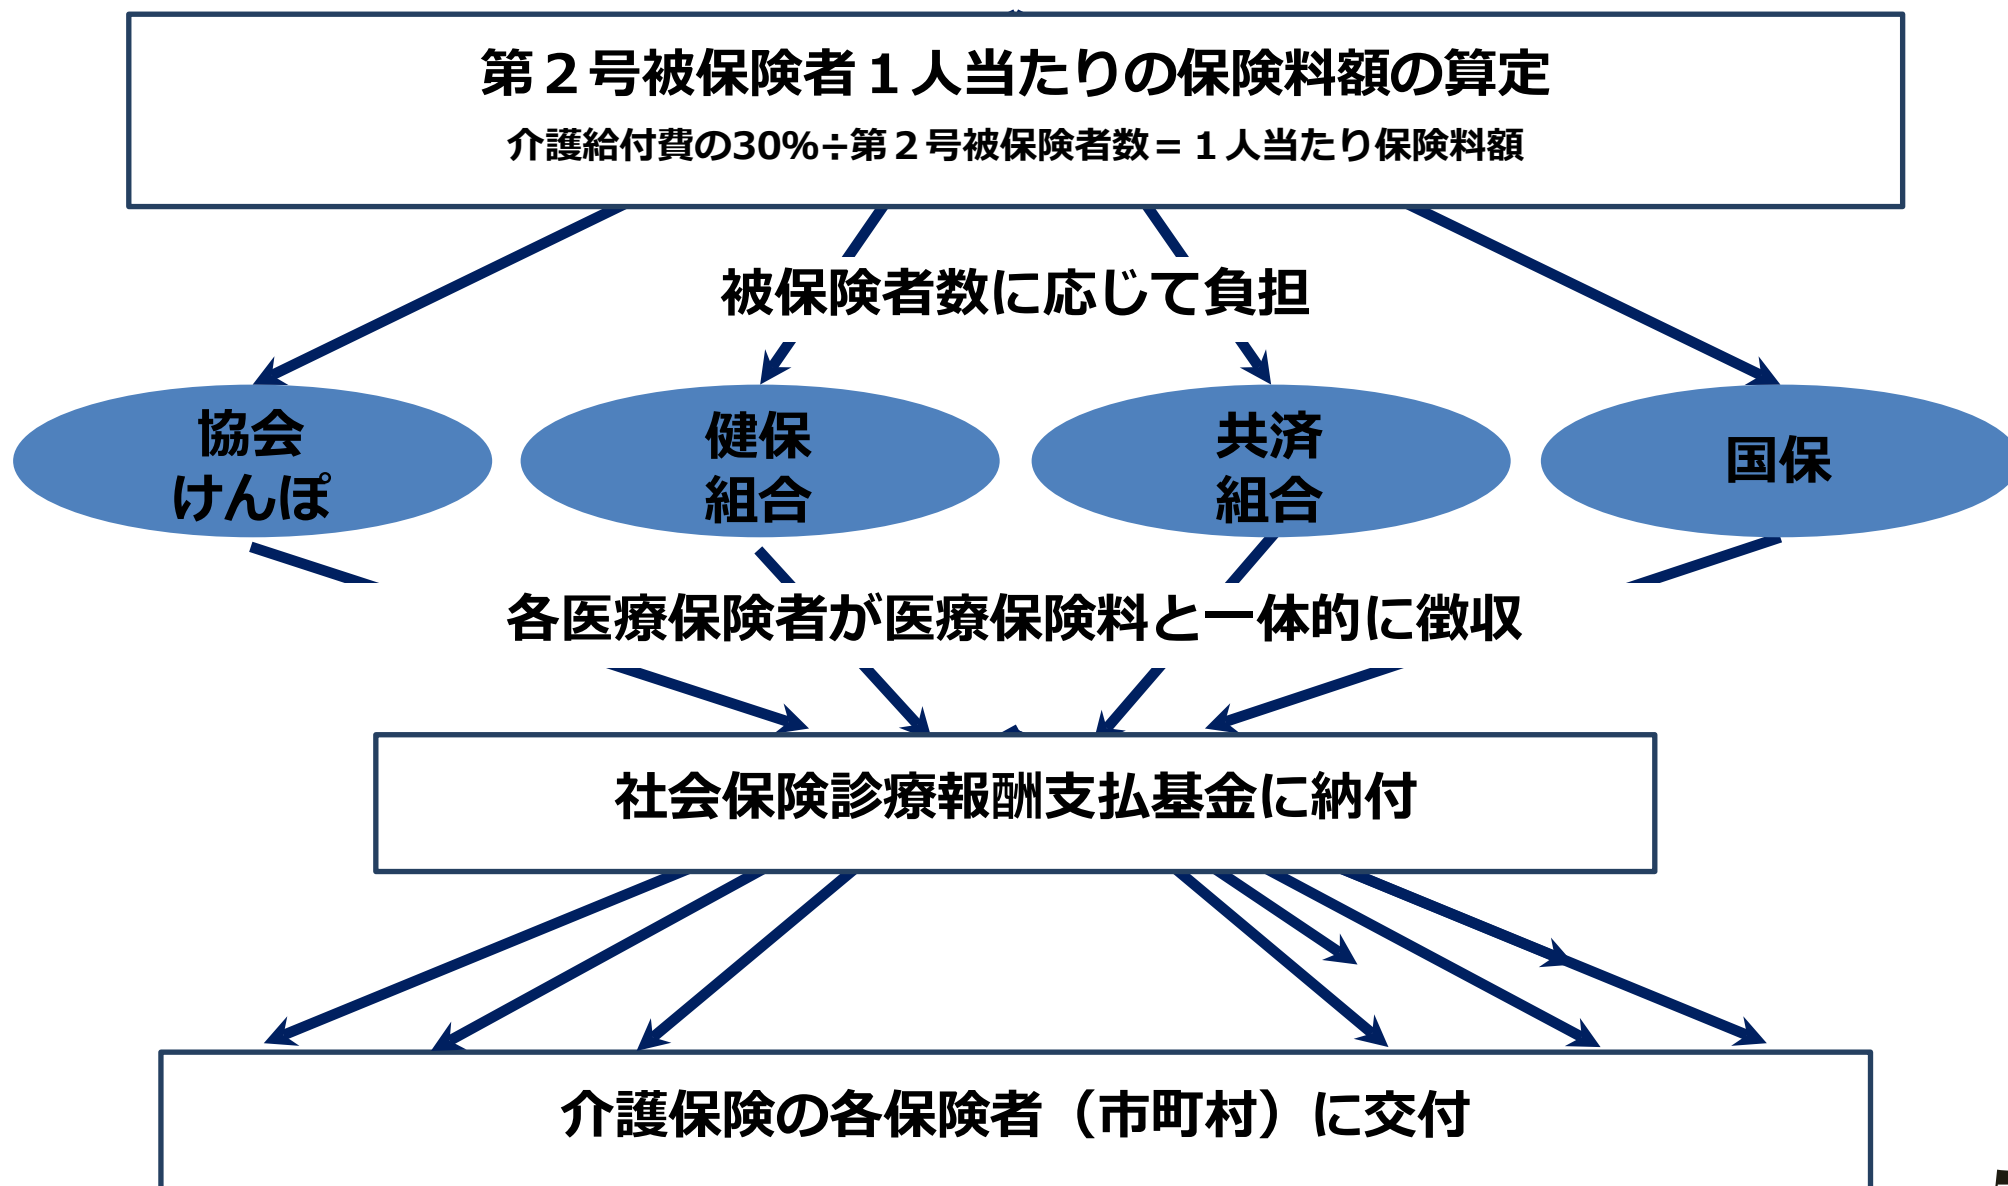 第２号被保険者１人当たりの保険料額の算定
介護給付費の30%÷第２号被保険者数=１人当たり保険料額
被保険者数に応じて負担
協会
けんぽ
健保
組合
共済
組合
国保
各医療保険者が医療保険料と一体的に徴収
社会保険診療報酬支払基金に納付
介護保険の各保険者（市町村）に交付